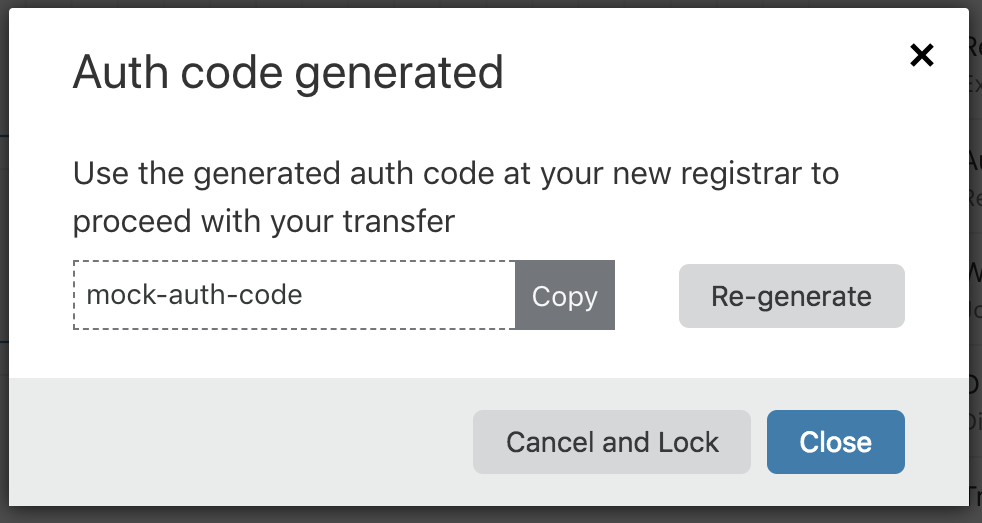 Auth code generated
Use the generated auth code at your new registrar to
proceed with your transfer
mock-auth-code
Copy
Re-generate
Cancel and Lock
Close